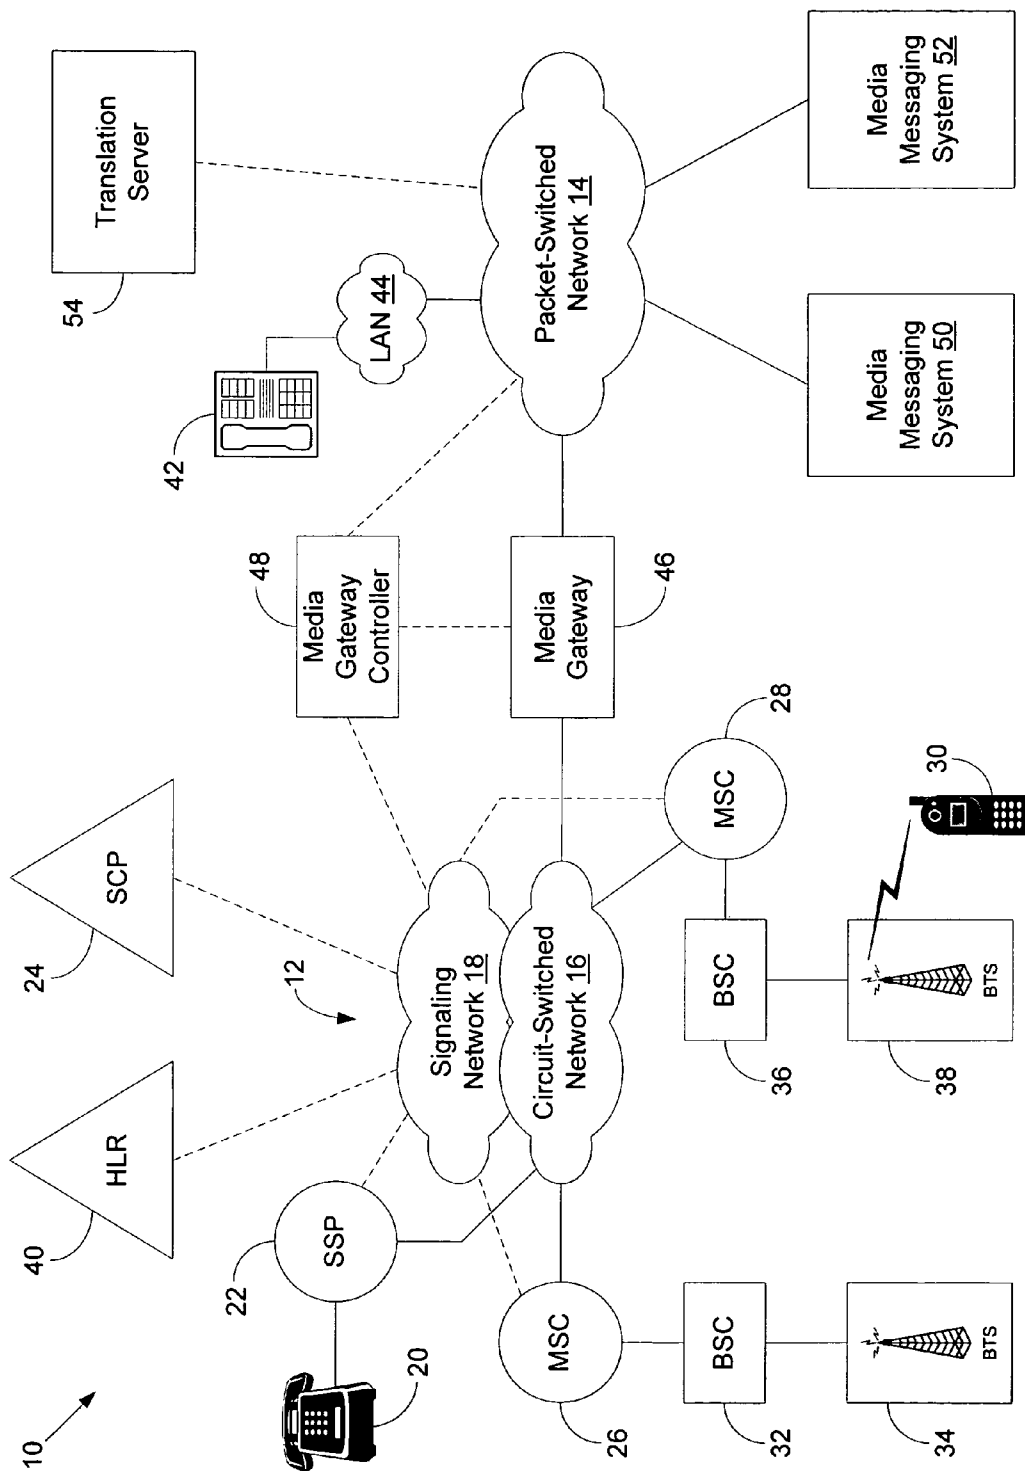 10
40
HLR
24
SCP
54
Translation
Server
12
22
SSP
20
42
LAN 44
48
Media
Gateway
Controller
Signaling
Network 18
Circuit-Switched
Network 16
Packet-Switched
Network 14
Media
Gateway
46
26
MSC
MSC
28
32
BSC
36
BSC
34
BTS
38
BTS
30
Media
Messaging
System 50
Media
Messaging
System 52